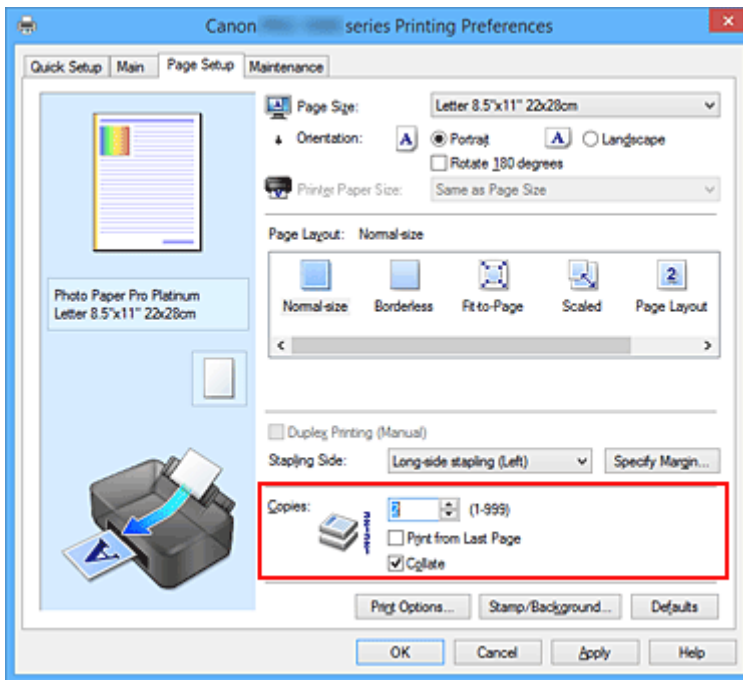 Canon series Printing Preferences
Quick Setup Main Page Setup Maintenance
Page Size: Letter 8.5"x11" 22x28cm
Orientation: A Portrait A Landscape
Rotate 180 degrees
Printer Paper Size: Same as Page Size
Page Layout: Normal-size
2
Normal-size Borderless Fit-to-Page Scaled Page Layout
Photo Paper Pro Platinum
Letter 8.5"x11" 22x28cm
Duplex Printing (Manual)
Stapling Side: Long-side stapling (Left) Specify Margin...
Copies: 2 (1-999)
Print from Last Page
Collate
A
Print Options... Stamp/Background... Defaults
OK Cancel Apply Help